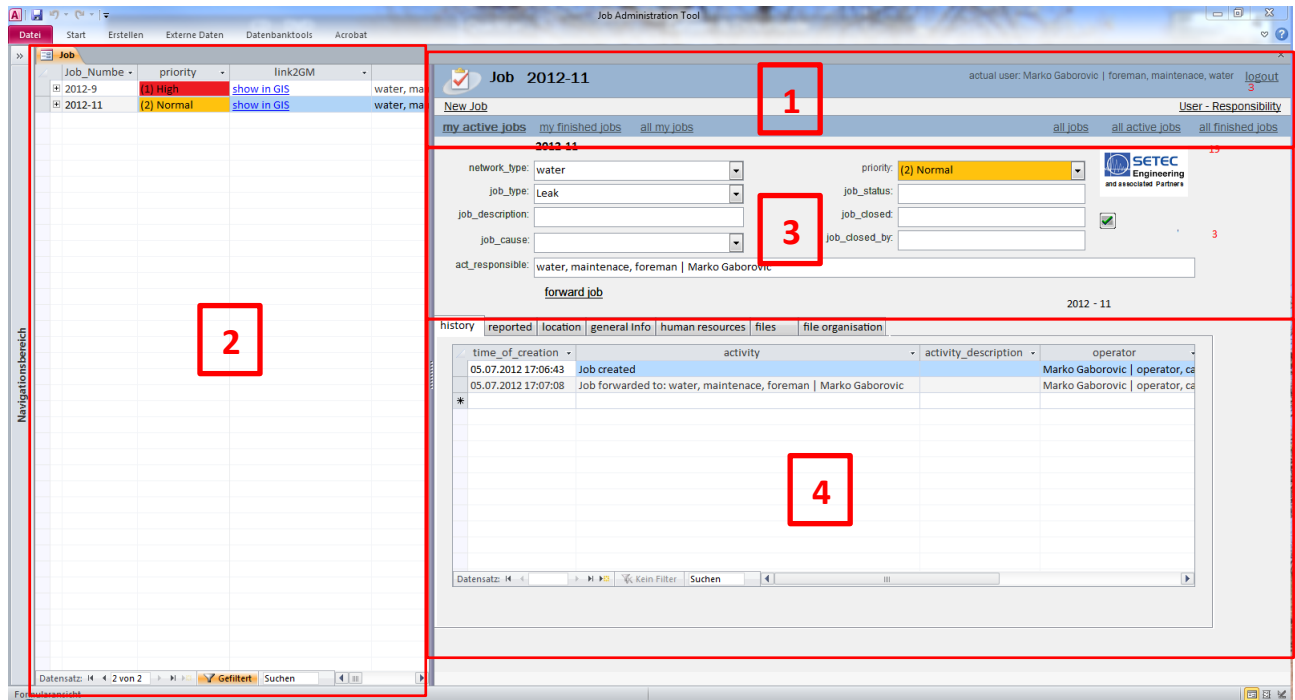 Job Administration Tool
Datei Start Erstellen Externe Daten Datenbanktools Acrobat
Job
Job_Numbe priority link2GM
2012-9 (1) High show in GIS water, ma
2012-11 (2) Normal show in GIS water, ma
Navigationsbereich
2
Datensatz: 2 von 2 Gefiltert Suchen
Formularansicht
Job 2012-11
actual user: Marko Gaborovic | foreman, maintenace, water logout
3
1
New Job User - Responsibility
my active jobs my finished jobs all my jobs all jobs all active jobs all finished jobs
2012-11
network_type: water priority: (2) Normal
SETEC
Engineering
and associated Partners
job_type: Leak job_status:
job_description: job_closed:
3
job_cause: job_closed_by:
3
act_responsible: water, maintenace, foreman | Marko Gaborovic
forward job
2012 - 11
history reported location general Info human resources files file organisation
time_of_creation activity activity_description operator
05.07.2012 17:06:43 Job created Marko Gaborovic | operator, ca
05.07.2012 17:07:08 Job forwarded to: water, maintenace, foreman | Marko Gaborovic Marko Gaborovic | operator, ca
4
Datensatz: Kein Filter Suchen